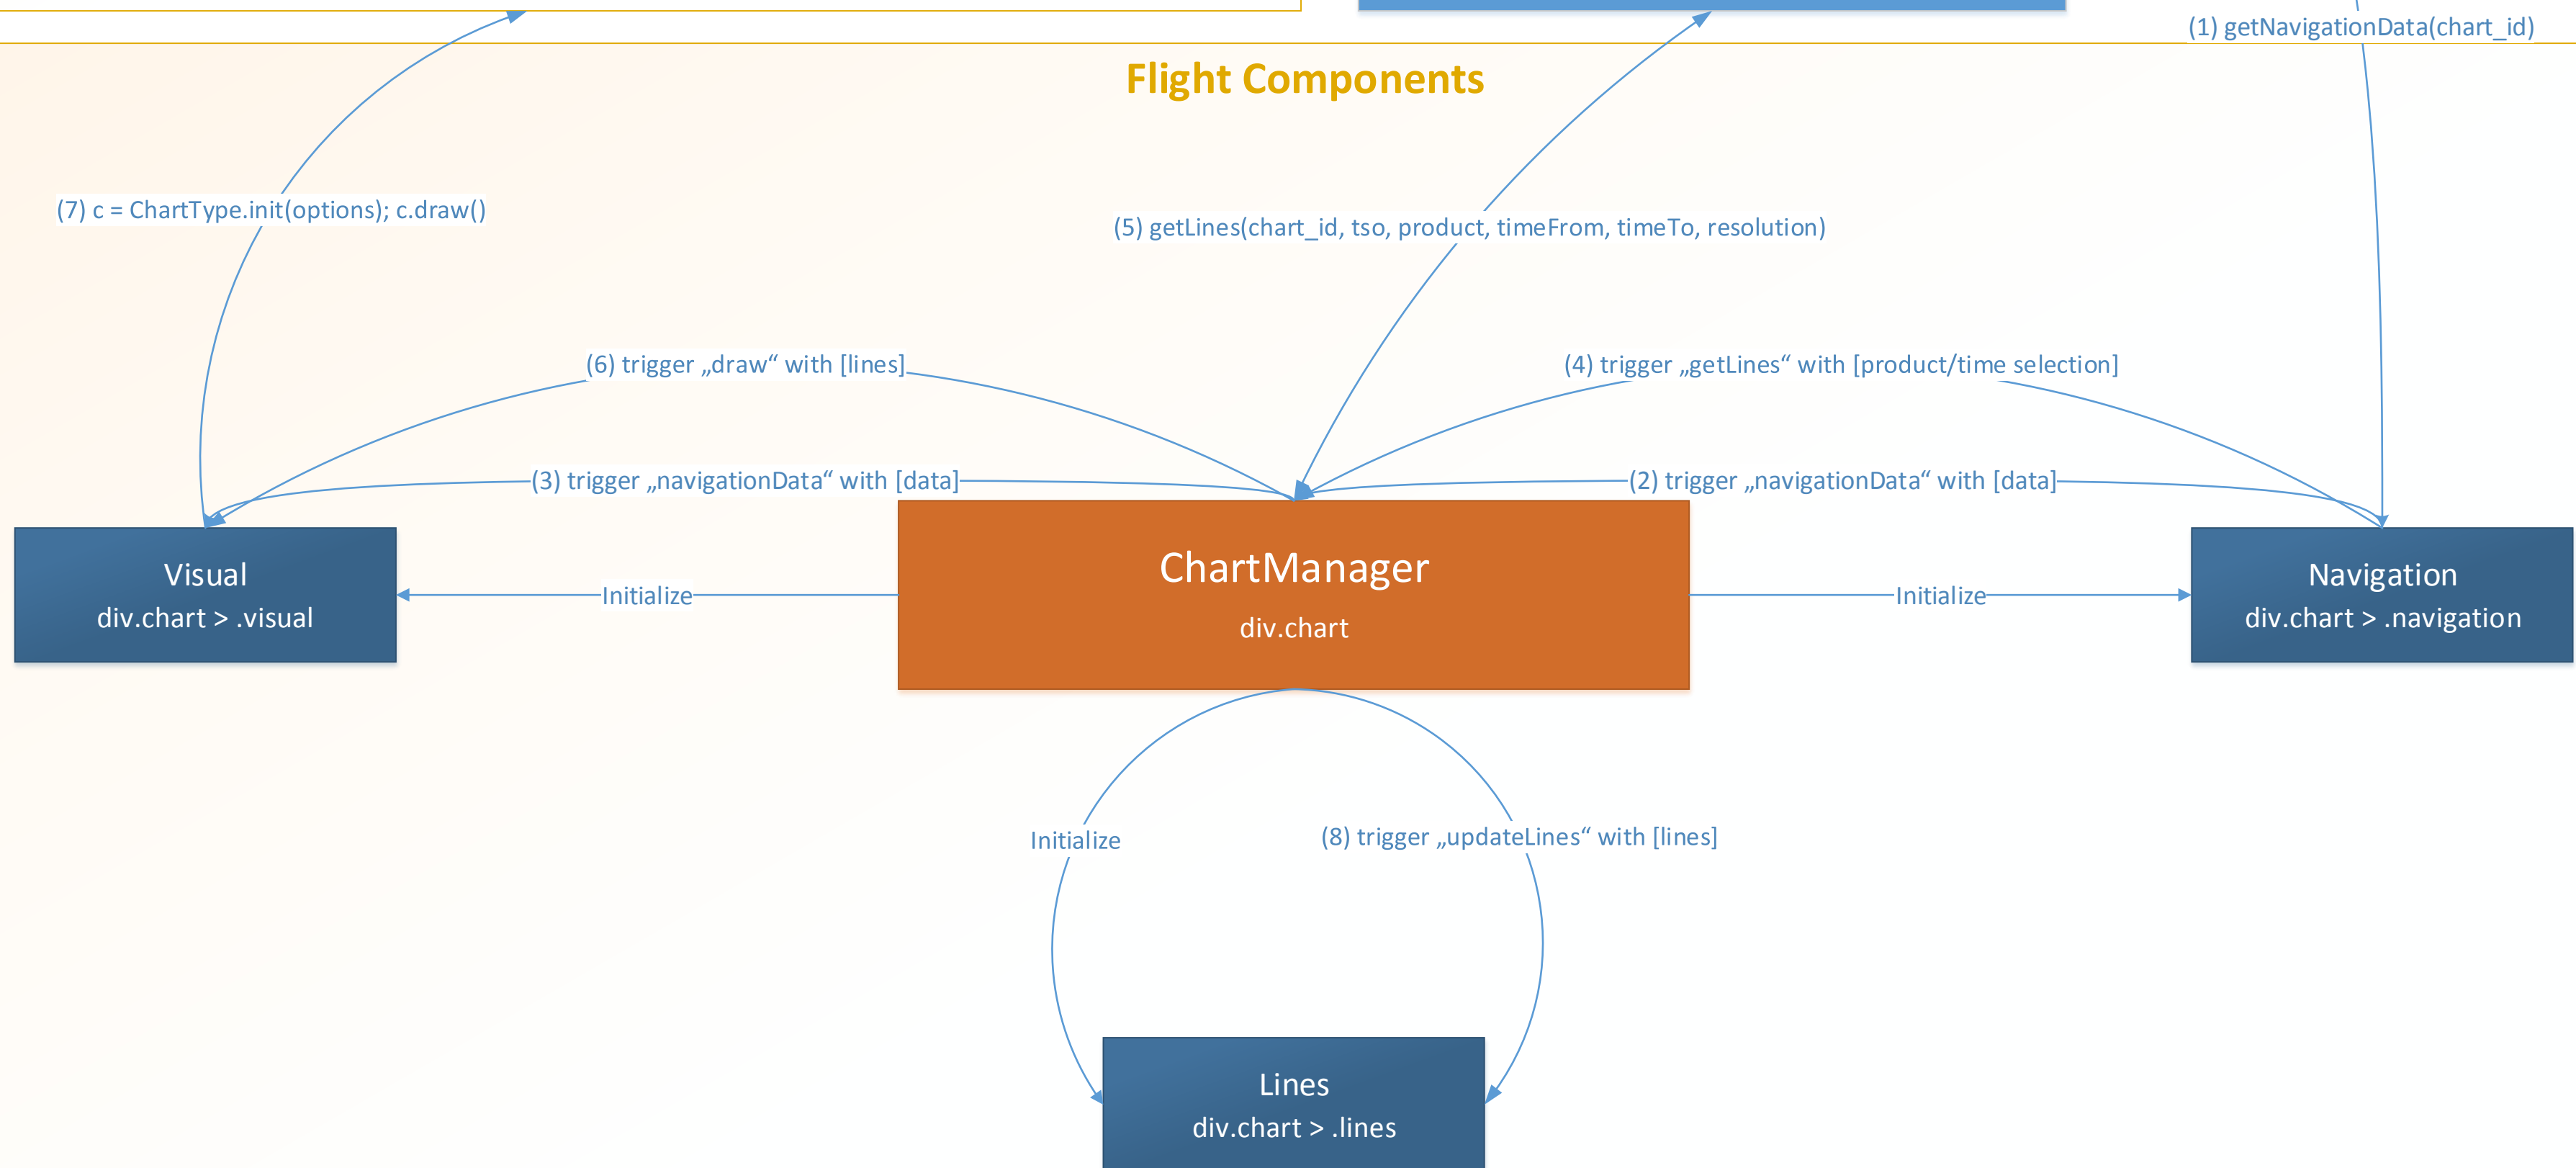 (1) getNavigationData(chart_id)
Flight Components
(7) c = ChartType.init(options); c.draw()
(5) getLines(chart_id, tso, product, timeFrom, timeTo, resolution)
(6) trigger „draw“ with [lines]
(4) trigger „getLines“ with [product/time selection]
(3) trigger „navigationData“ with [data]
(2) trigger „navigationData“ with [data]
Visual
div.chart > .visual
Initialize
ChartManager
div.chart
Initialize
Navigation
div.chart > .navigation
Initialize
(8) trigger „updateLines“ with [lines]
Lines
div.chart > .lines